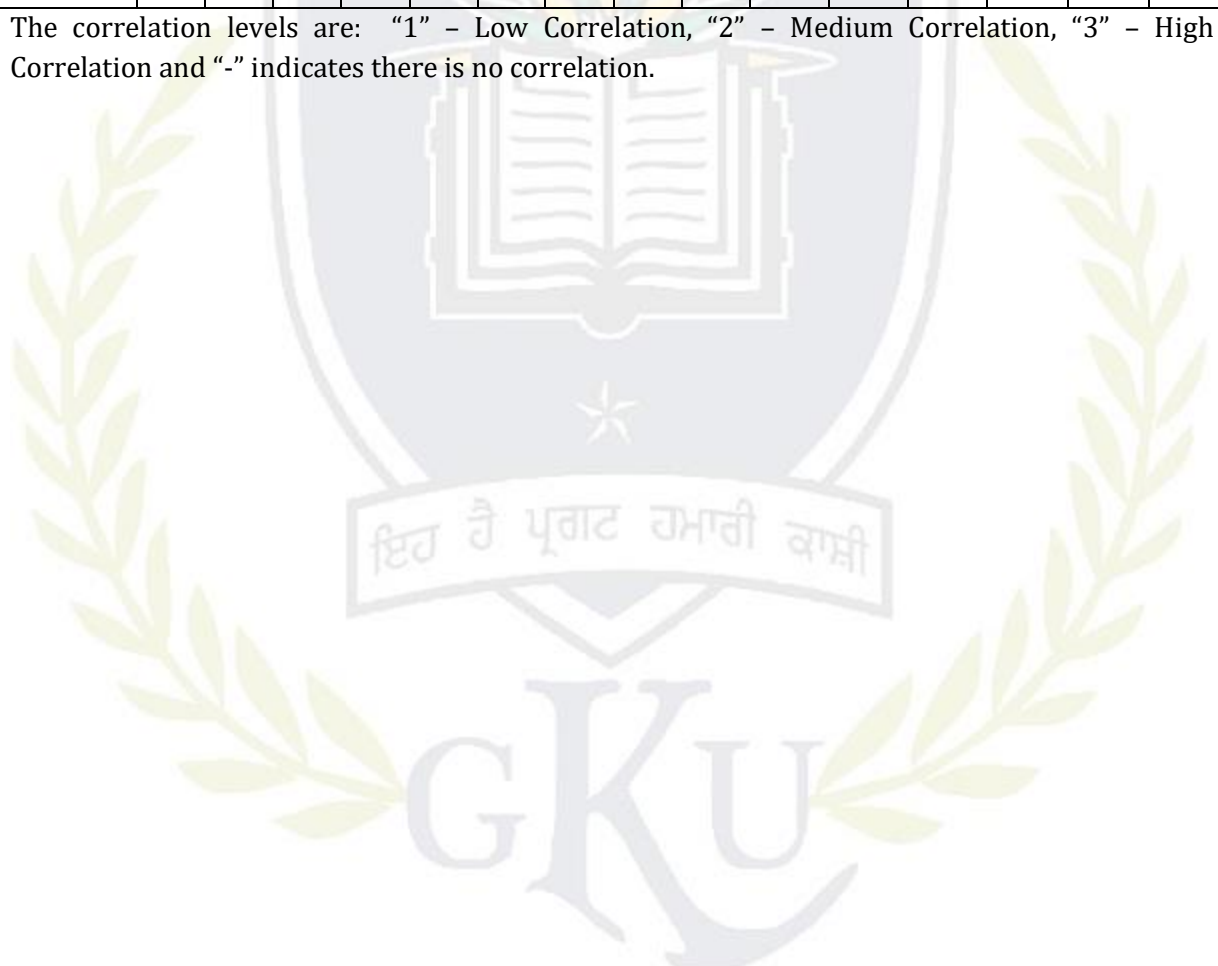 The correlation levels are: “1” – Low Correlation, “2” – Medium Correlation, “3” – High
Correlation and “-” indicates there is no correlation.
ਇਹ ਹੈ ਪ੍ਰਗਟ ਹਮਾਰੀ ਕਾਸ਼ੀ
GKU